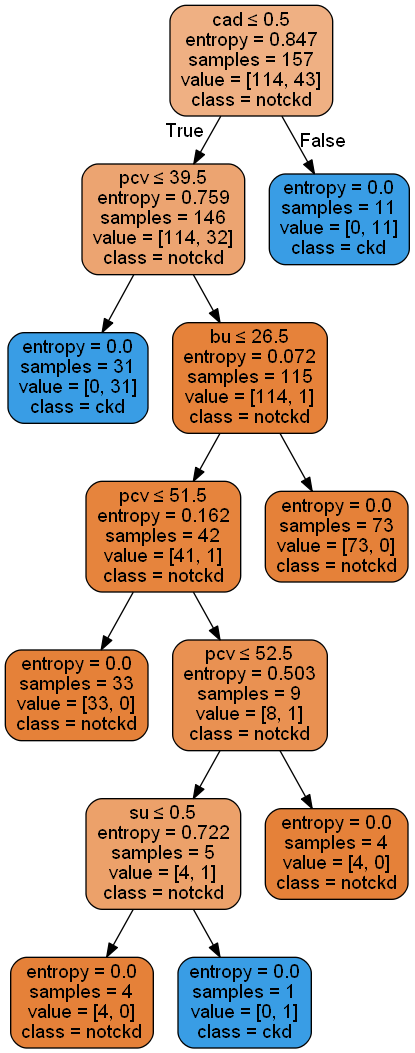 cad ≤ 0.5
entropy = 0.847
samples = 157
value = [114, 43]
class = notckd
True
False
pcv ≤ 39.5
entropy = 0.759
samples = 146
value = [114, 32]
class = notckd
entropy = 0.0
samples = 11
value = [0, 11]
class = ckd
entropy = 0.0
samples = 31
value = [0, 31]
class = ckd
bu ≤ 26.5
entropy = 0.072
samples = 115
value = [114, 1]
class = notckd
pcv ≤ 51.5
entropy = 0.162
samples = 42
value = [41, 1]
class = notckd
entropy = 0.0
samples = 73
value = [73, 0]
class = notckd
entropy = 0.0
samples = 33
value = [33, 0]
class = notckd
pcv ≤ 52.5
entropy = 0.503
samples = 9
value = [8, 1]
class = notckd
su ≤ 0.5
entropy = 0.722
samples = 5
value = [4, 1]
class = notckd
entropy = 0.0
samples = 4
value = [4, 0]
class = notckd
entropy = 0.0
samples = 4
value = [4, 0]
class = notckd
entropy = 0.0
samples = 1
value = [0, 1]
class = ckd